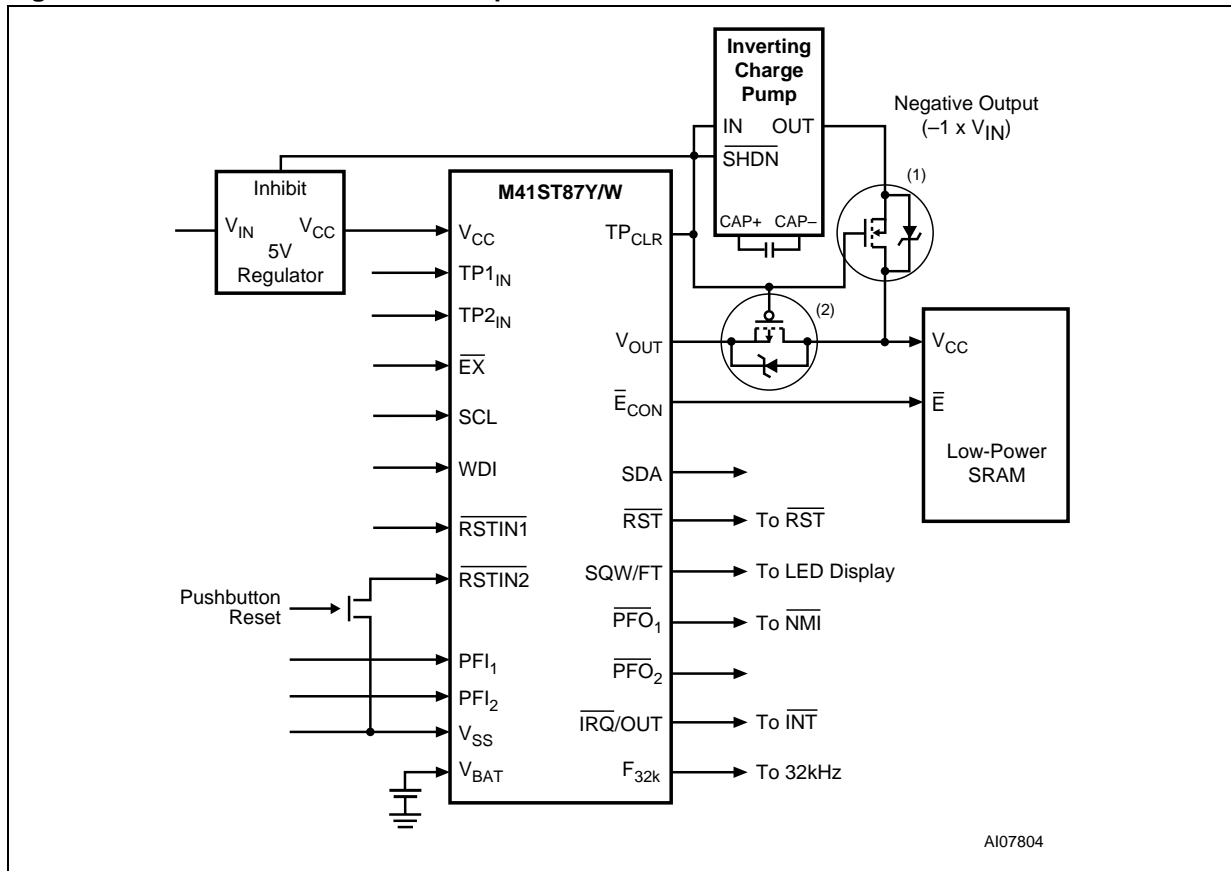 Inverting
Charge
Pump
IN OUT
SHDN
CAP+ CAP–
Negative Output
(–1 x VIN)
(1)
Inhibit
VIN VCC
5V
Regulator
M41ST87Y/W
VCC
TP1IN
TP2IN
EX
SCL
WDI
RSTIN1
RSTIN2
PFI1
PFI2
VSS
VBAT
TPCLR
VOUT
ECON
SDA
RST
SQW/FT
PFO1
PFO2
IRQ/OUT
F32k
(2)
VCC
E
Low-Power
SRAM
To RST
To LED Display
To NMI
To INT
To 32kHz
Pushbutton
Reset
AI07804